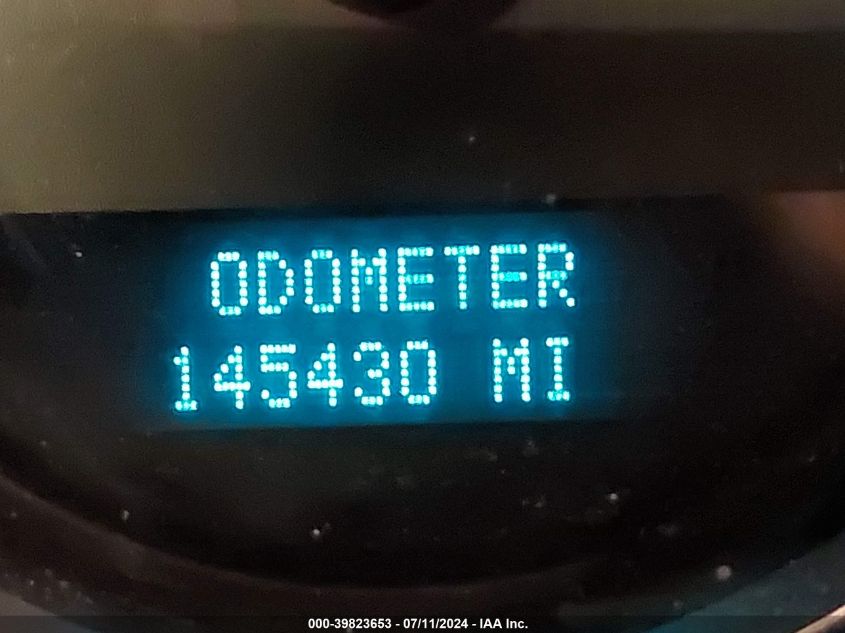 ODOMETER
145430 MI
000-39823653 - 07/11/2024 - IAA Inc.